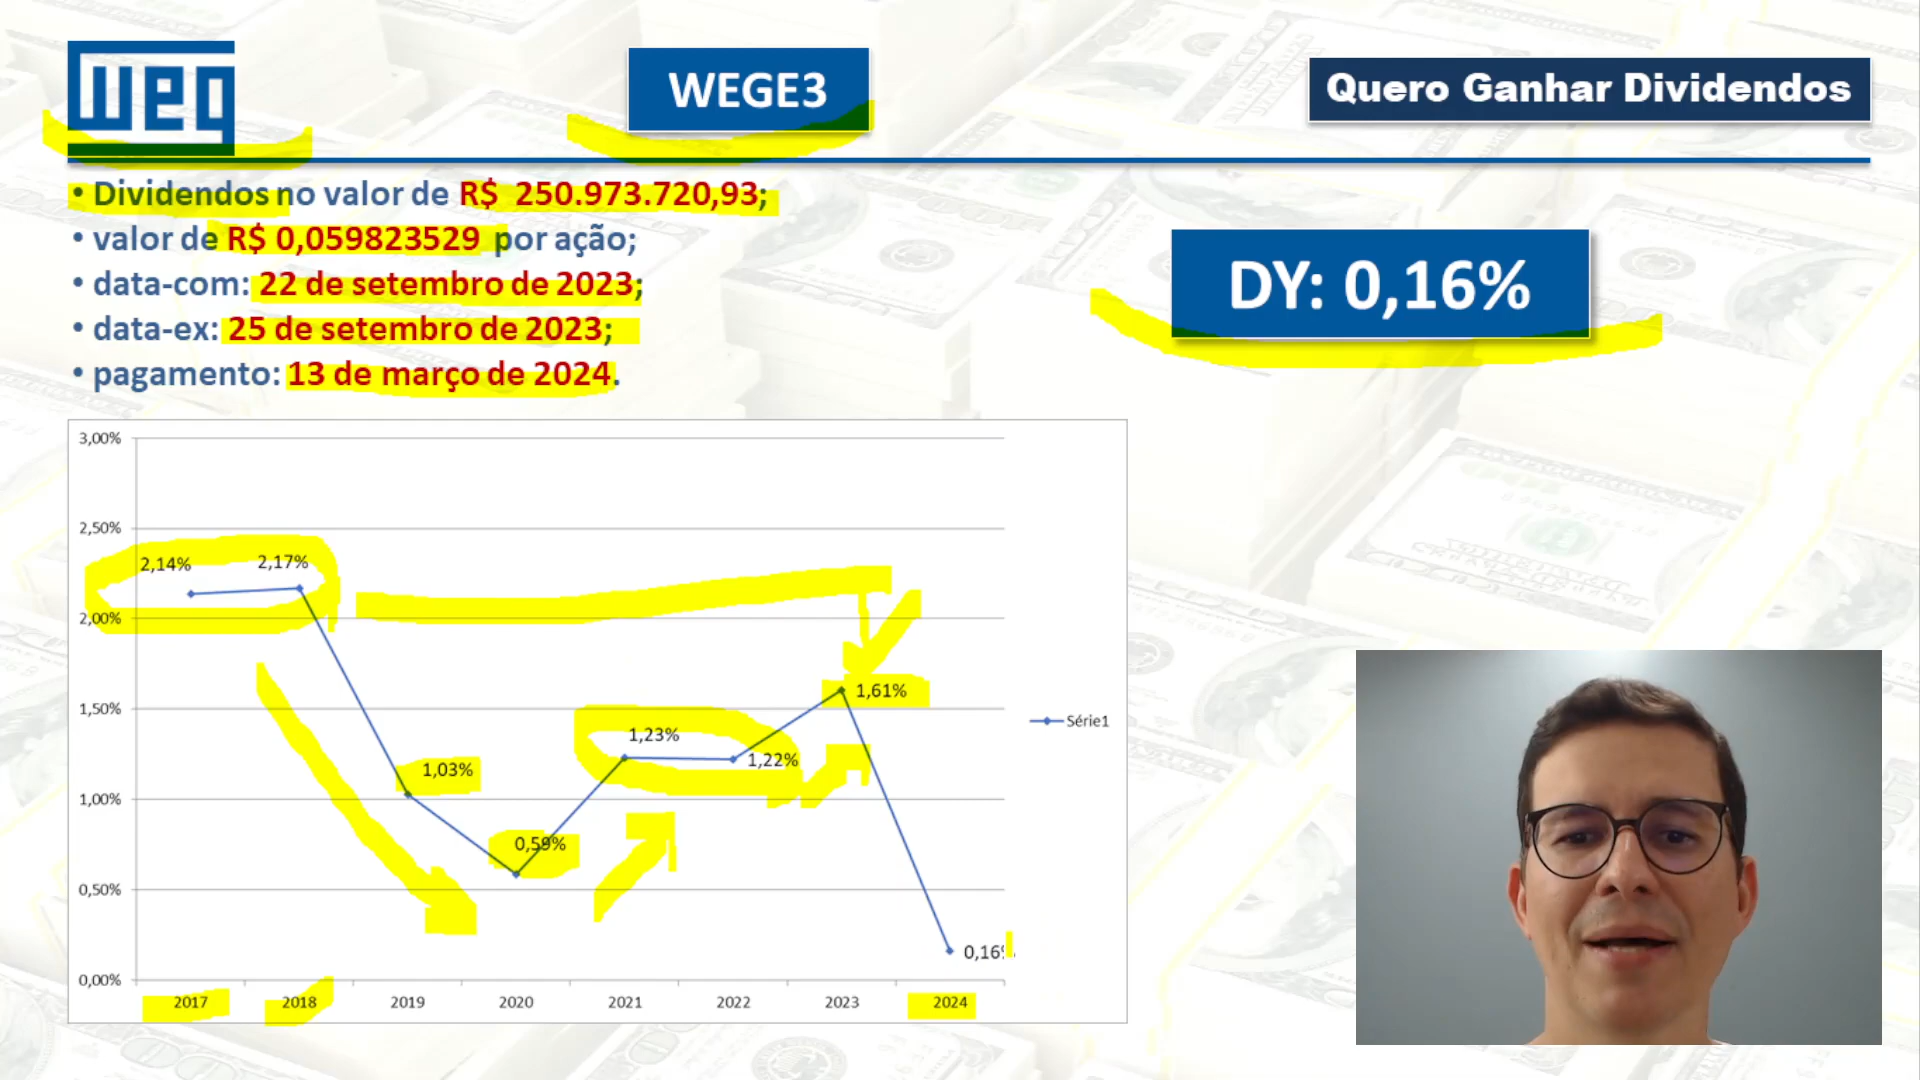 weg
WEGE3
Quero Ganhar Dividendos
• Dividendos no valor de R$ 250.973.720,93;
• valor de R$ 0,059823529 por ação;
• data-com: 22 de setembro de 2023;
• data-ex: 25 de setembro de 2023;
• pagamento: 13 de março de 2024.
DY: 0,16%
3,00%
2,50%
2,14%
2,17%
2,00%
1,61%
1,50%
1,23%
1,22%
Série1
1,03%
1,00%
0,59%
0,50%
0,16%
0,00%
2017 2018 2019 2020 2021 2022 2023 2024